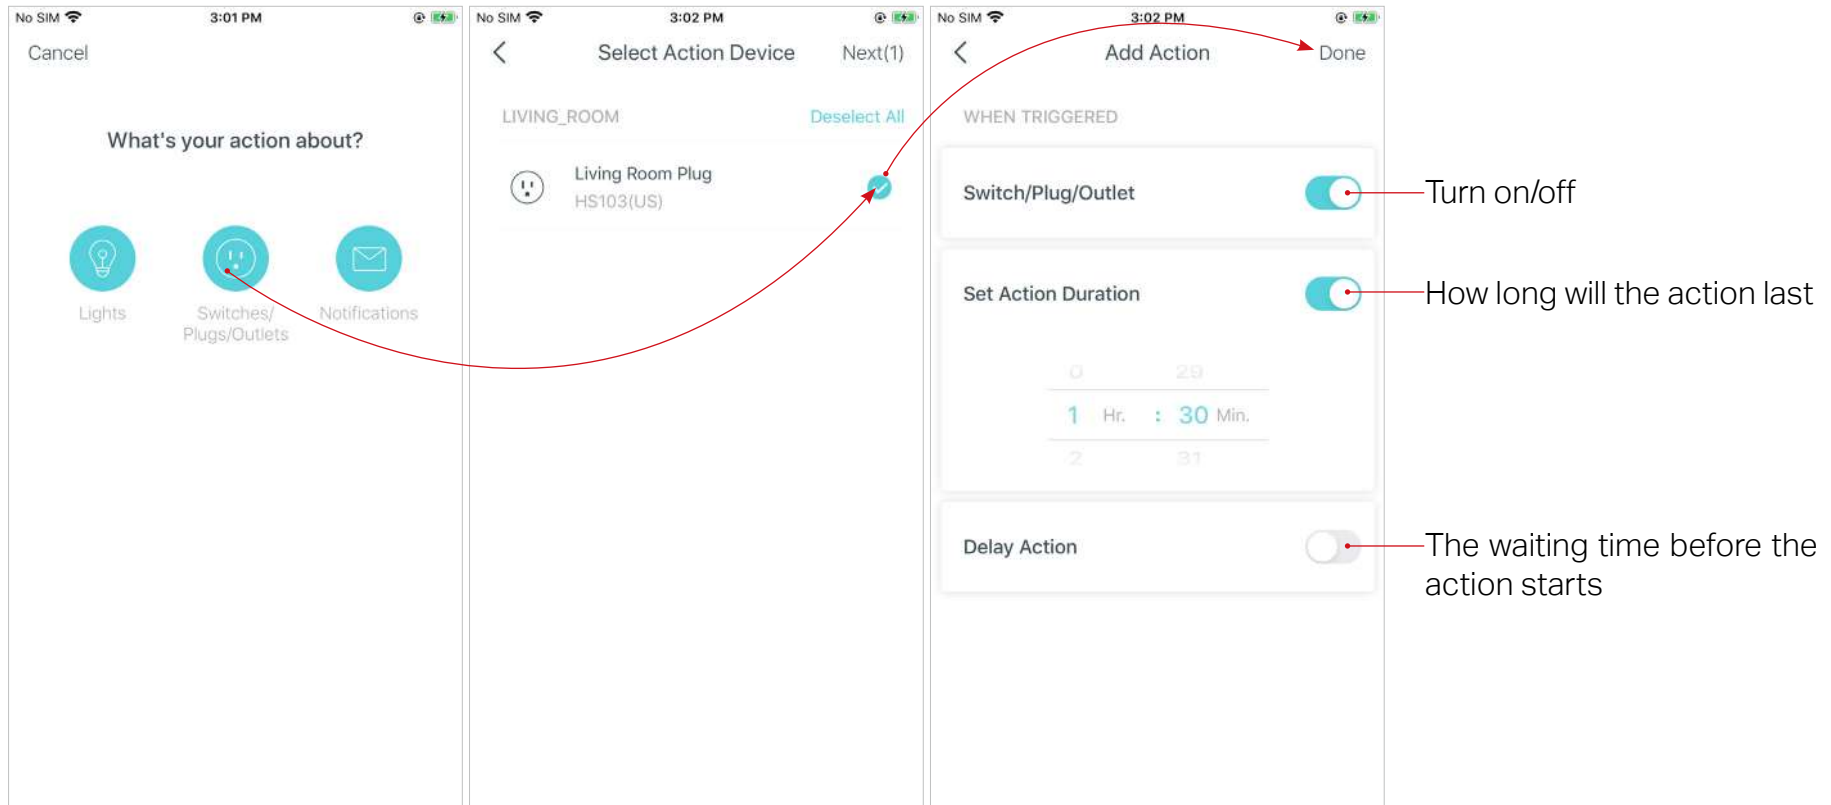 No SIM 3:01 PM
Cancel
What's your action about?
Lights
Switches/
Plugs/Outlets
Notifications
No SIM 3:02 PM
Select Action Device Next(1)
LIVING_ROOM Deselect All
Living Room Plug
HS103(US)
No SIM 3:02 PM
Add Action Done
WHEN TRIGGERED
Switch/Plug/Outlet
Set Action Duration
0 29
1 Hr. : 30 Min.
2 31
Delay Action
Turn on/off
How long will the action last
The waiting time before the
action starts